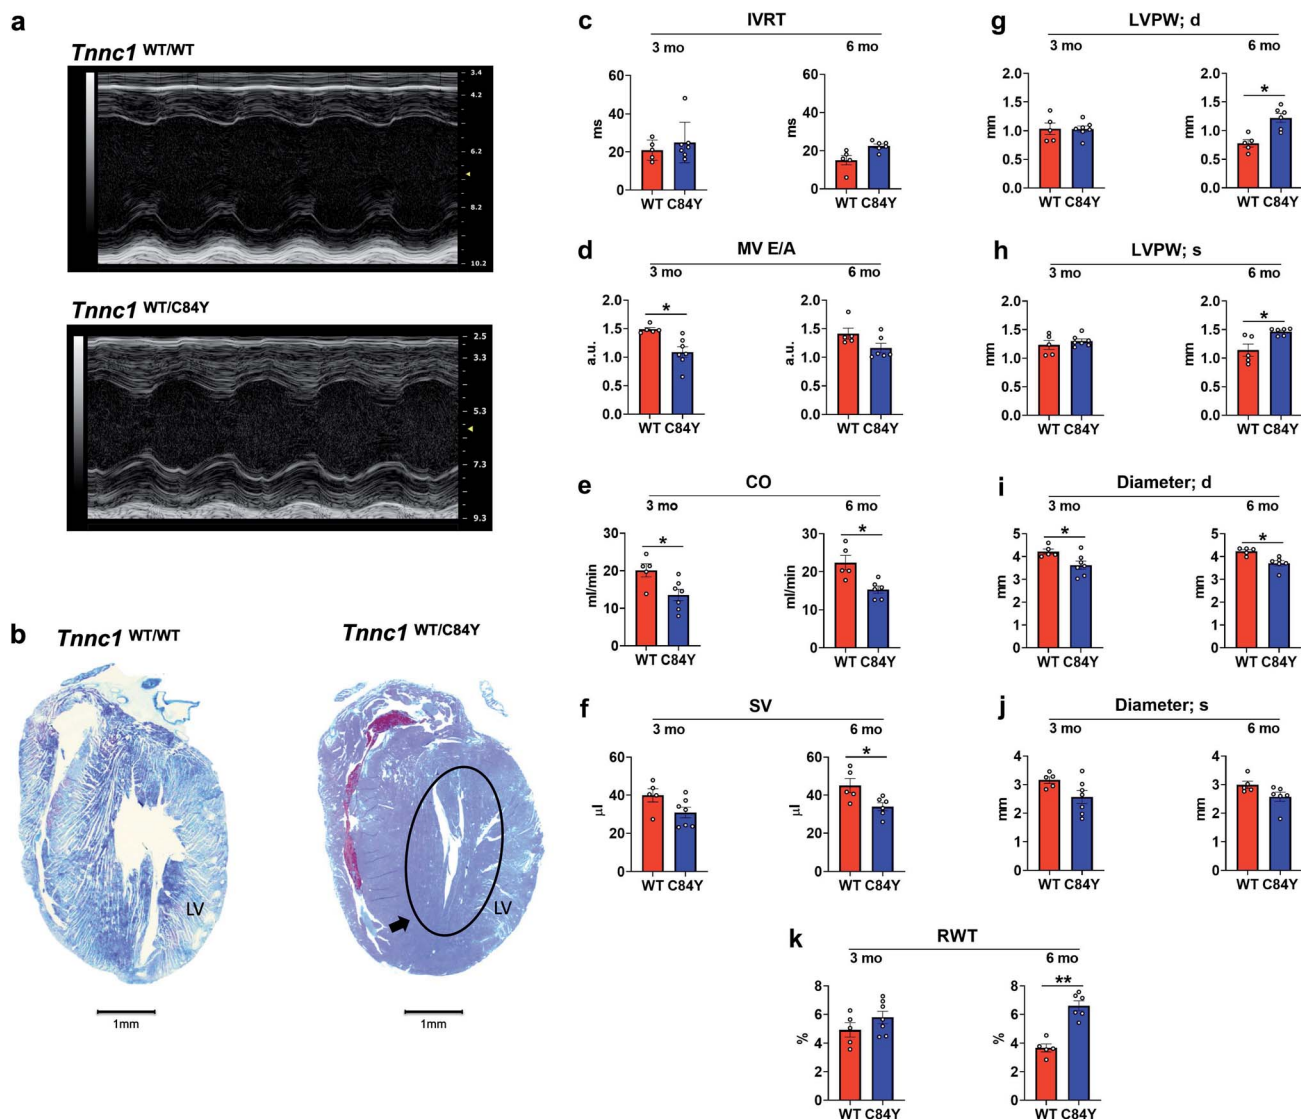 a
Tnnc1 WT/WT
3.4
4.2
6.2
8.2
10.2
Tnnc1 WT/C84Y
2.5
3.3
5.3
7.3
9.3
b
Tnnc1 WT/WT
Tnnc1 WT/C84Y
LV
LV
1mm
1mm
c
IVRT
3 mo
6 mo
60
40
20
0
ms
WT C84Y
60
40
20
0
ms
WT C84Y
d
MV E/A
3 mo
6 mo
*
2.0
1.5
1.0
0.5
0.0
a.u.
WT C84Y
2.0
1.5
1.0
0.5
0.0
a.u.
WT C84Y
e
CO
3 mo
6 mo
*
30
20
10
0
ml/min
WT C84Y
*
30
20
10
0
ml/min
WT C84Y
f
SV
3 mo
6 mo
60
40
20
0
µl
WT C84Y
*
60
40
20
0
µl
WT C84Y
g
LVPW; d
3 mo
6 mo
2.0
1.5
1.0
0.5
0.0
mm
WT C84Y
*
2.0
1.5
1.0
0.5
0.0
mm
WT C84Y
h
LVPW; s
3 mo
6 mo
2.0
1.5
1.0
0.5
0.0
mm
WT C84Y
*
2.0
1.5
1.0
0.5
0.0
mm
WT C84Y
i
Diameter; d
3 mo
6 mo
*
5
4
3
2
1
0
mm
WT C84Y
*
5
4
3
2
1
0
mm
WT C84Y
j
Diameter; s
3 mo
6 mo
4
3
2
1
0
mm
WT C84Y
4
3
2
1
0
mm
WT C84Y
k
RWT
3 mo
6 mo
8
6
4
2
0
%
WT C84Y
**
8
6
4
2
0
%
WT C84Y